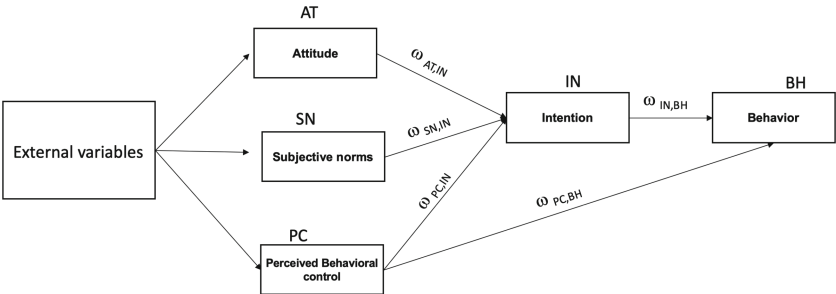 AT
Attitude
ω AT,IN
IN
BH
External variables
SN
Subjective norms
ω SN,IN
Intention
ω IN,BH
Behavior
ω PC,IN
ω PC,BH
PC
Perceived Behavioral
control